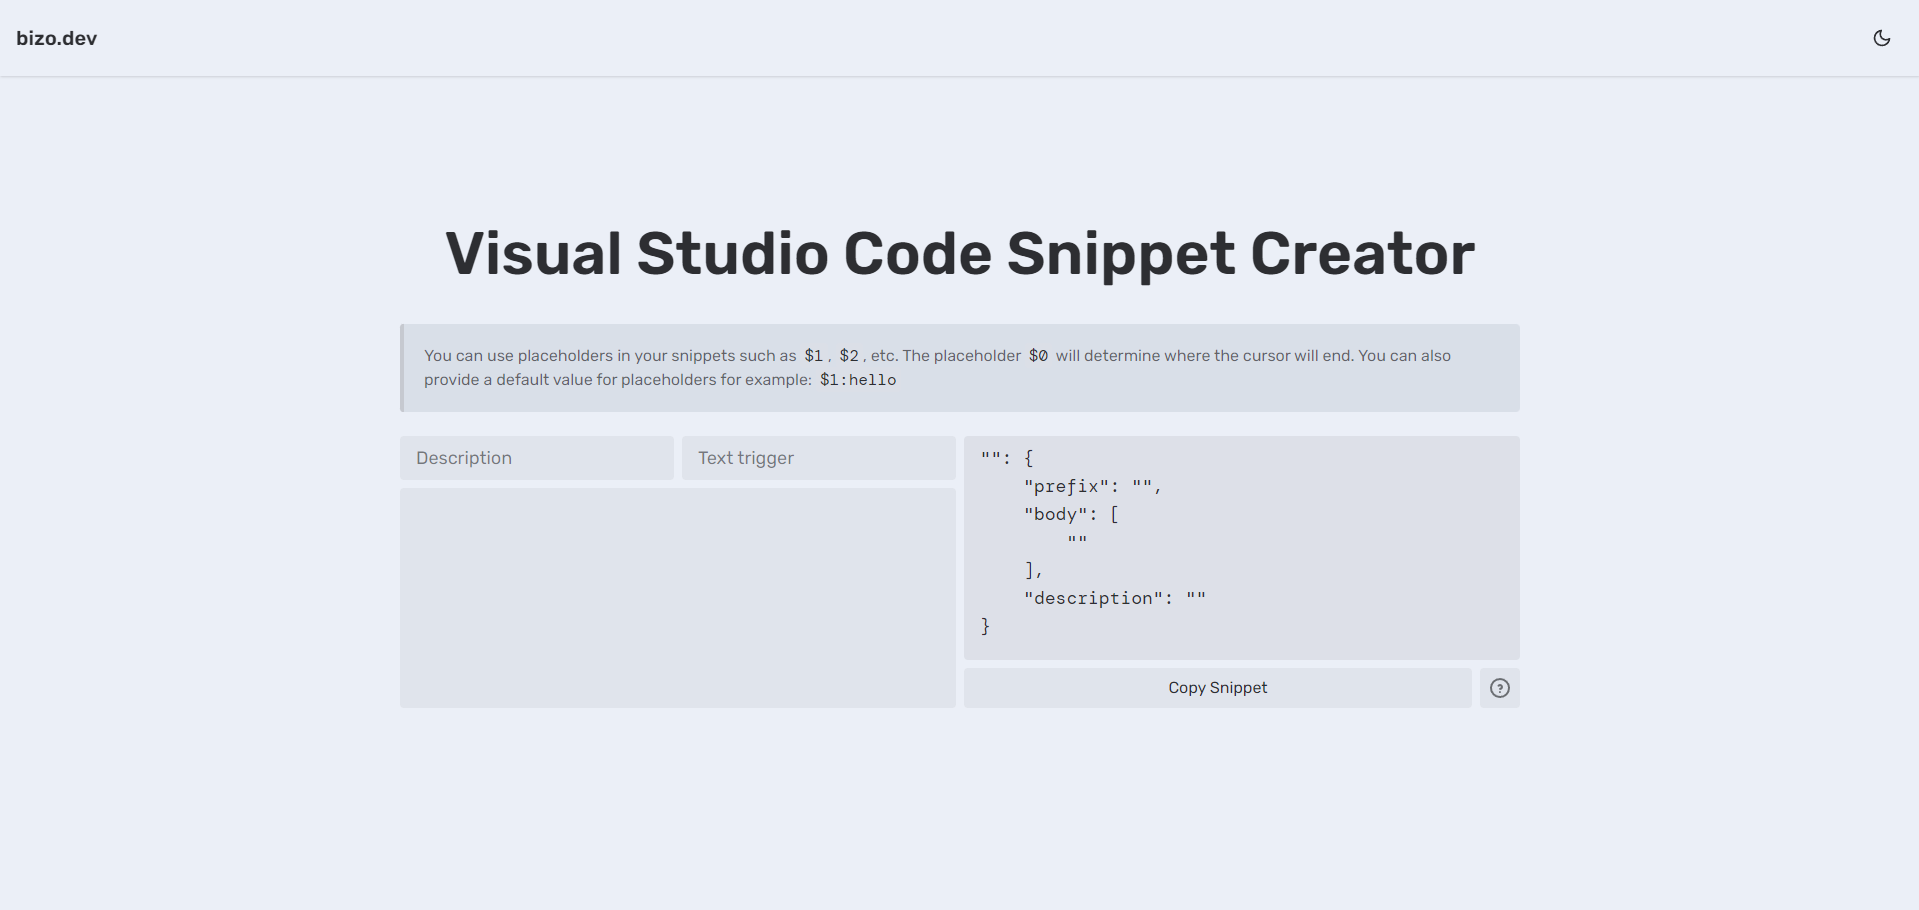 bizo.dev
Visual Studio Code Snippet Creator
You can use placeholders in your snippets such as $1, $2, etc. The placeholder $0 will determine where the cursor will end. You can also
provide a default value for placeholders for example: $1:hello
Description
Text trigger
"": {
    "prefix": "",
    "body": [
        ""
    ],
    "description": ""
}
Copy Snippet